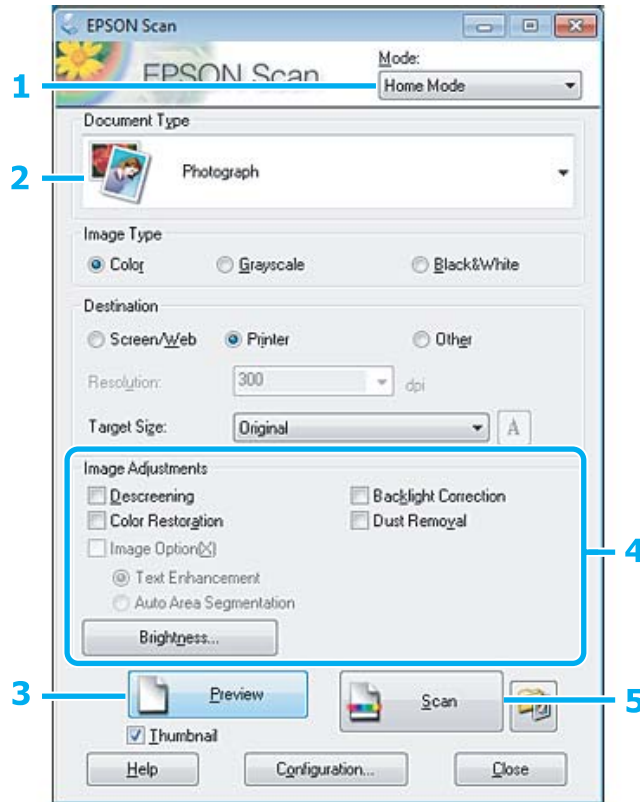 EPSON Scan
EPSON Scan
Mode:
1
Home Mode
Document Type
2
Photograph
Image Type
Color
Grayscale
Black&White
Destination
Screen/Web
Printer
Other
Resolution:
300
dpi
Target Size:
Original
A
Image Adjustments
Descreening
Backlight Correction
Color Restoration
Dust Removal
4
Image Option(X)
Text Enhancement
Auto Area Segmentation
Brightness...
3
Preview
Scan
5
Thumbnail
Help
Configuration...
Close